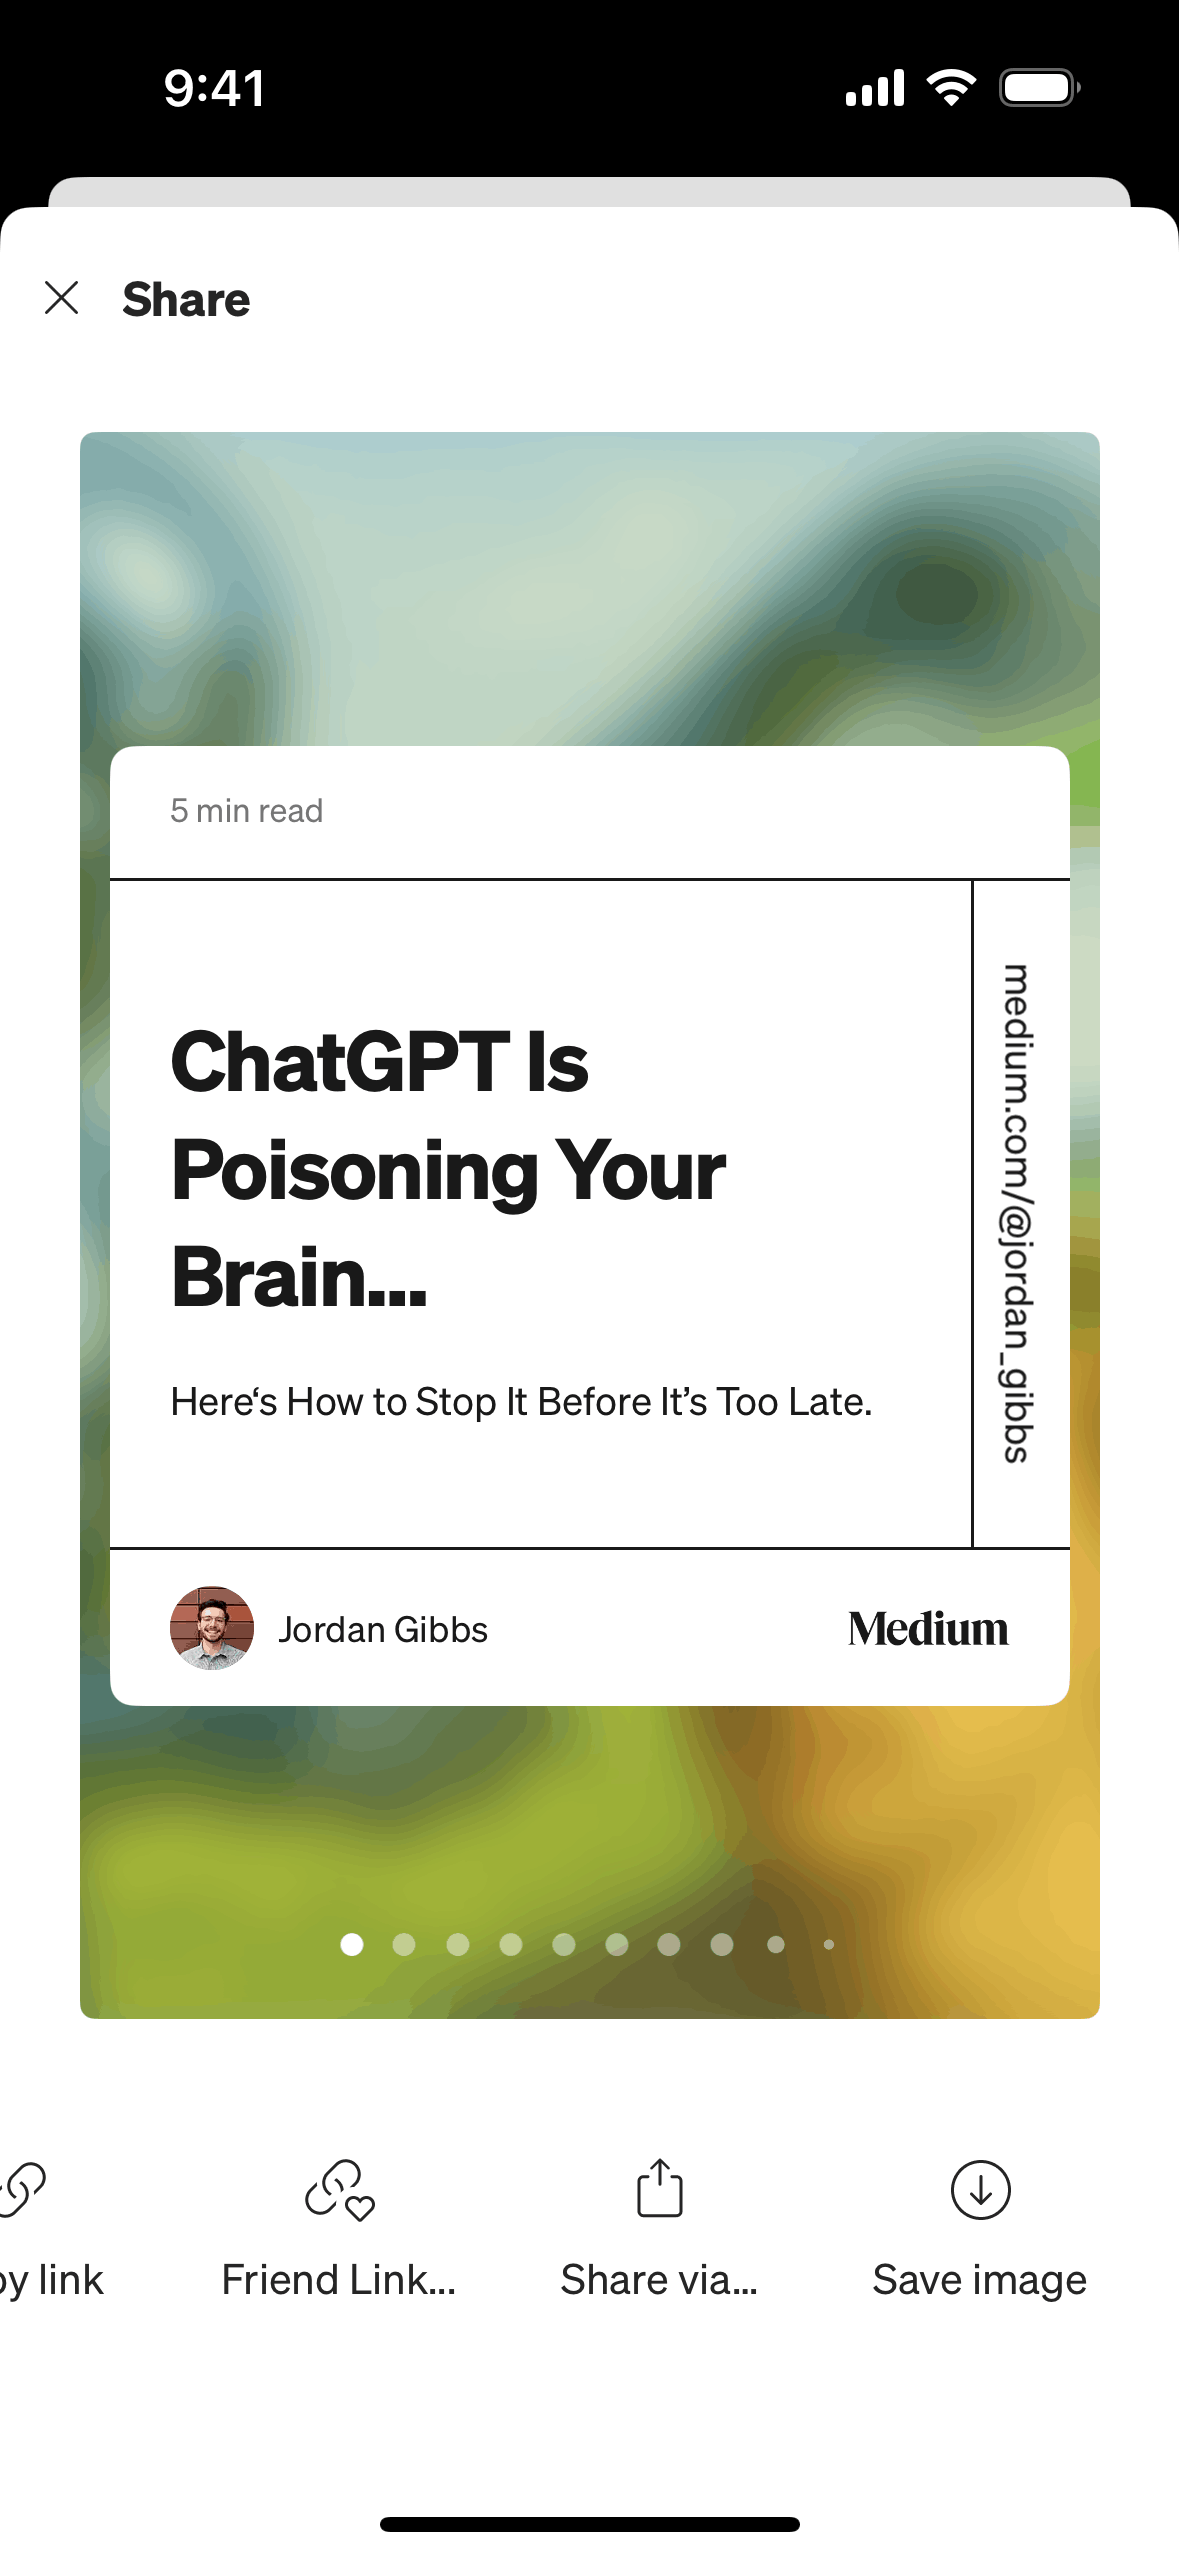 9:41
Share
5 min read
ChatGPT Is
Poisoning Your
Brain...
Here‘s How to Stop It Before It’s Too Late.
medium.com/@jordan_gibbs
Jordan Gibbs
Medium
py link
Friend Link...
Share via...
Save image